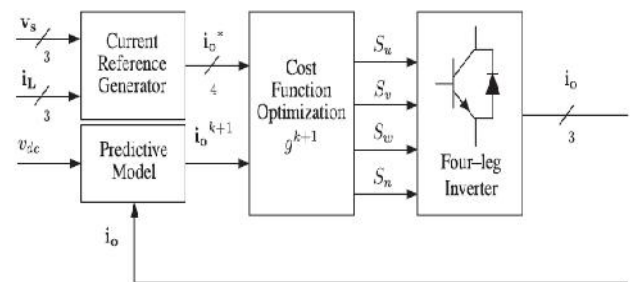 v_s
3
i_L
3
Current
Reference
Generator
i_o*
4
v_dc
Predictive
Model
i_o^{k+1}
i_o
Cost
Function
Optimization
g^{k+1}
S_u
S_v
S_w
S_n
Four–leg
Inverter
i_o
3